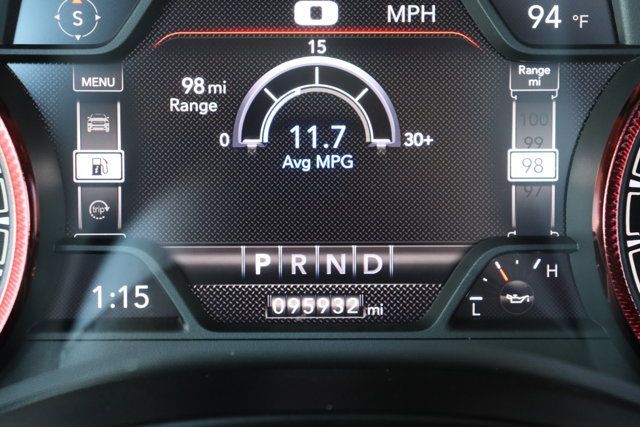 S
0 MPH
94 °F
15
MENU
98 mi
Range
Range
mi
100
99
98
97
0
11.7
30+
Avg MPG
trip
P R N D
1:15
095932 mi
L
H